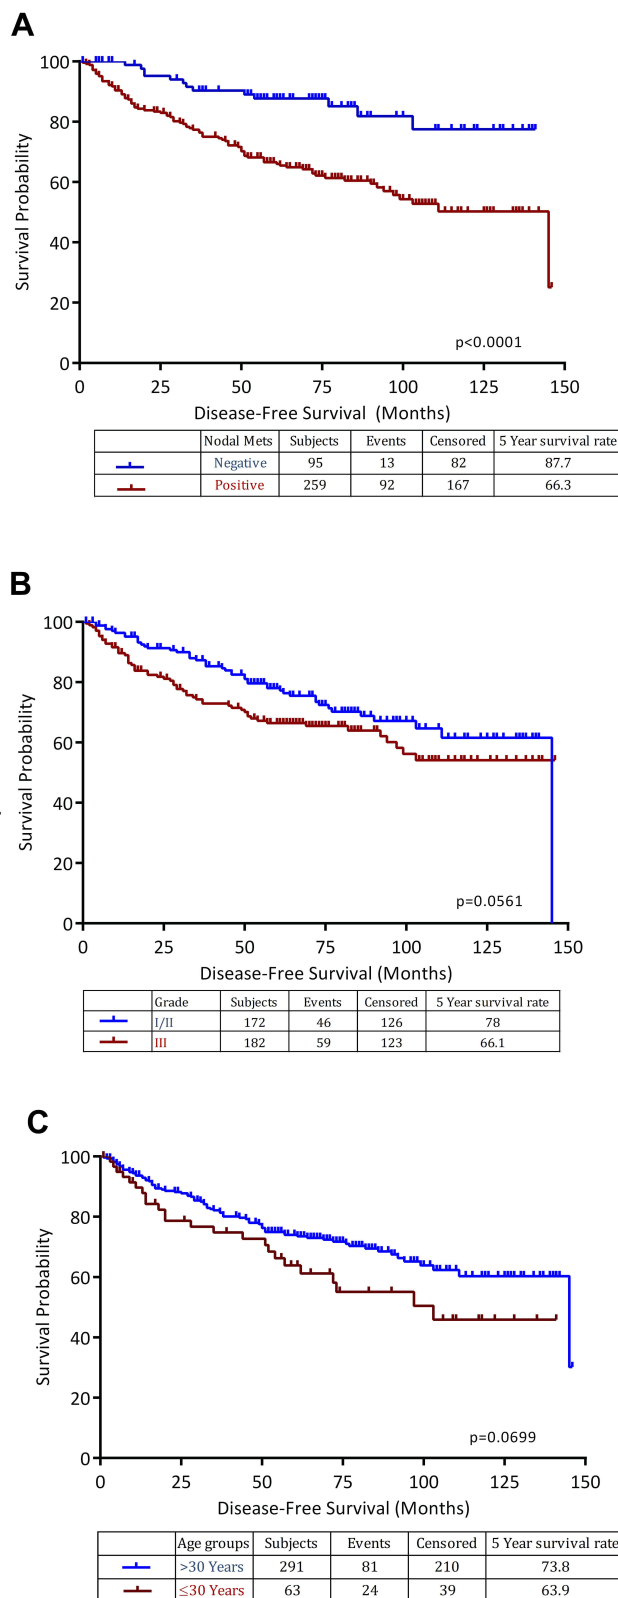 A
100
80
60
40
20
0
Survival Probability
p<0.0001
0 25 50 75 100 125 150
Disease-Free Survival (Months)
Nodal Mets Subjects Events Censored 5 Year survival rate
Negative 95 13 82 87.7
Positive 259 92 167 66.3
B
100
80
60
40
20
0
Survival Probability
p=0.0561
0 25 50 75 100 125 150
Disease-Free Survival (Months)
Grade Subjects Events Censored 5 Year survival rate
I/II 172 46 126 78
III 182 59 123 66.1
C
100
80
60
40
20
0
Survival Probability
p=0.0699
0 25 50 75 100 125 150
Disease-Free Survival (Months)
Age groups Subjects Events Censored 5 Year survival rate
>30 Years 291 81 210 73.8
≤30 Years 63 24 39 63.9